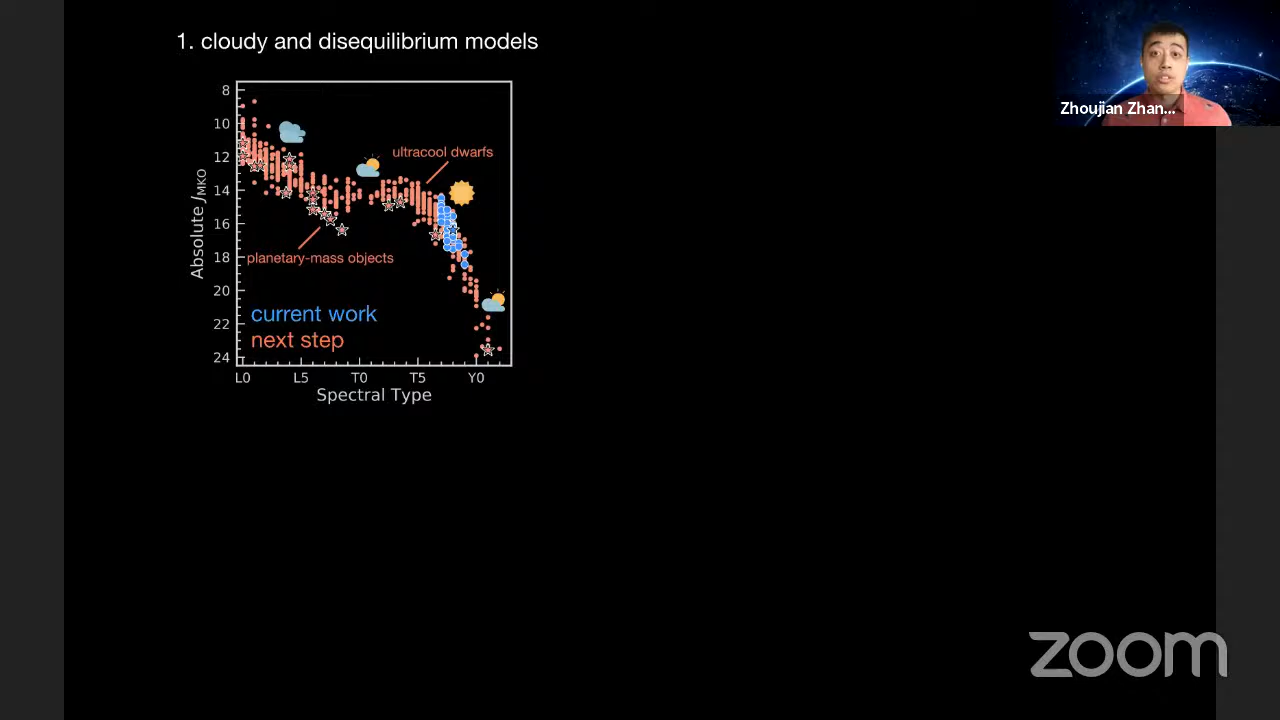 1. cloudy and disequilibrium models
Zhoujian Zhan...
8
10
12
14
16
18
20
22
24
Absolute J_MKO
ultracool dwarfs
planetary-mass objects
current work
next step
L0 L5 T0 T5 Y0
Spectral Type
zoom